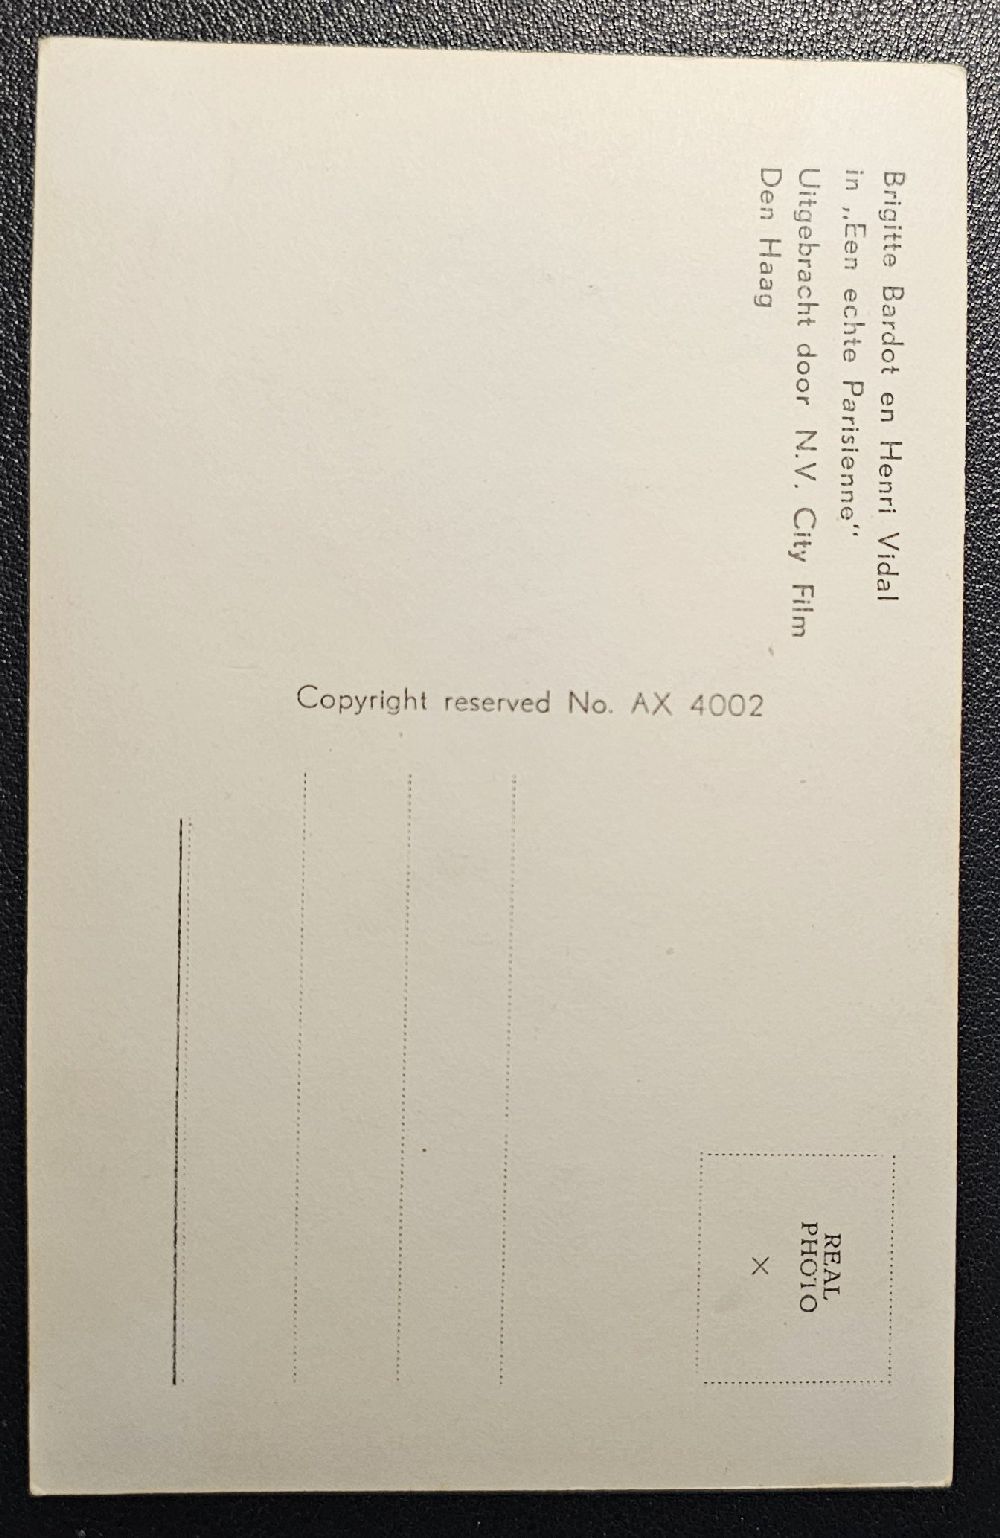 Brigitte Bardot en Henri Vidal
in „Een echte Parisienne"
Uitgebracht door N.V. City Film
Den Haag
Copyright reserved No. AX 4002
REAL
PHOTO
X